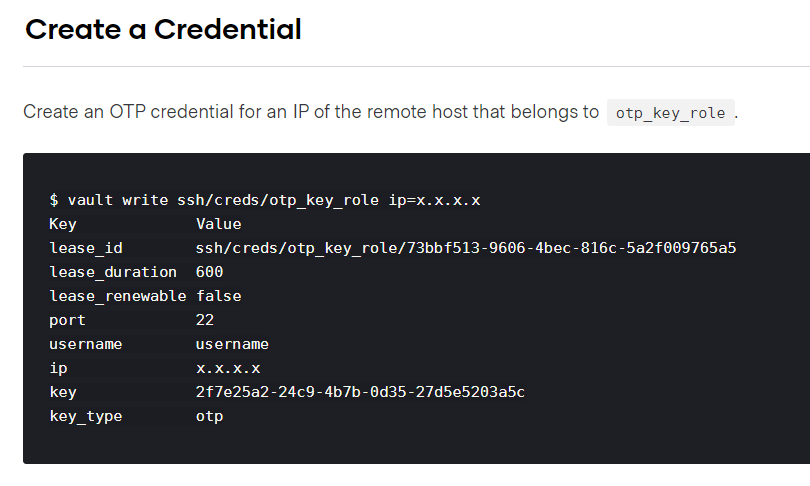 Create a Credential
Create an OTP credential for an IP of the remote host that belongs to otp_key_role .
$ vault write ssh/creds/otp_key_role ip=x.x.x.x
Key             Value
lease_id        ssh/creds/otp_key_role/73bbf513-9606-4bec-816c-5a2f009765a5
lease_duration  600
lease_renewable false
port            22
username        username
ip              x.x.x.x
key             2f7e25a2-24c9-4b7b-0d35-27d5e5203a5c
key_type        otp